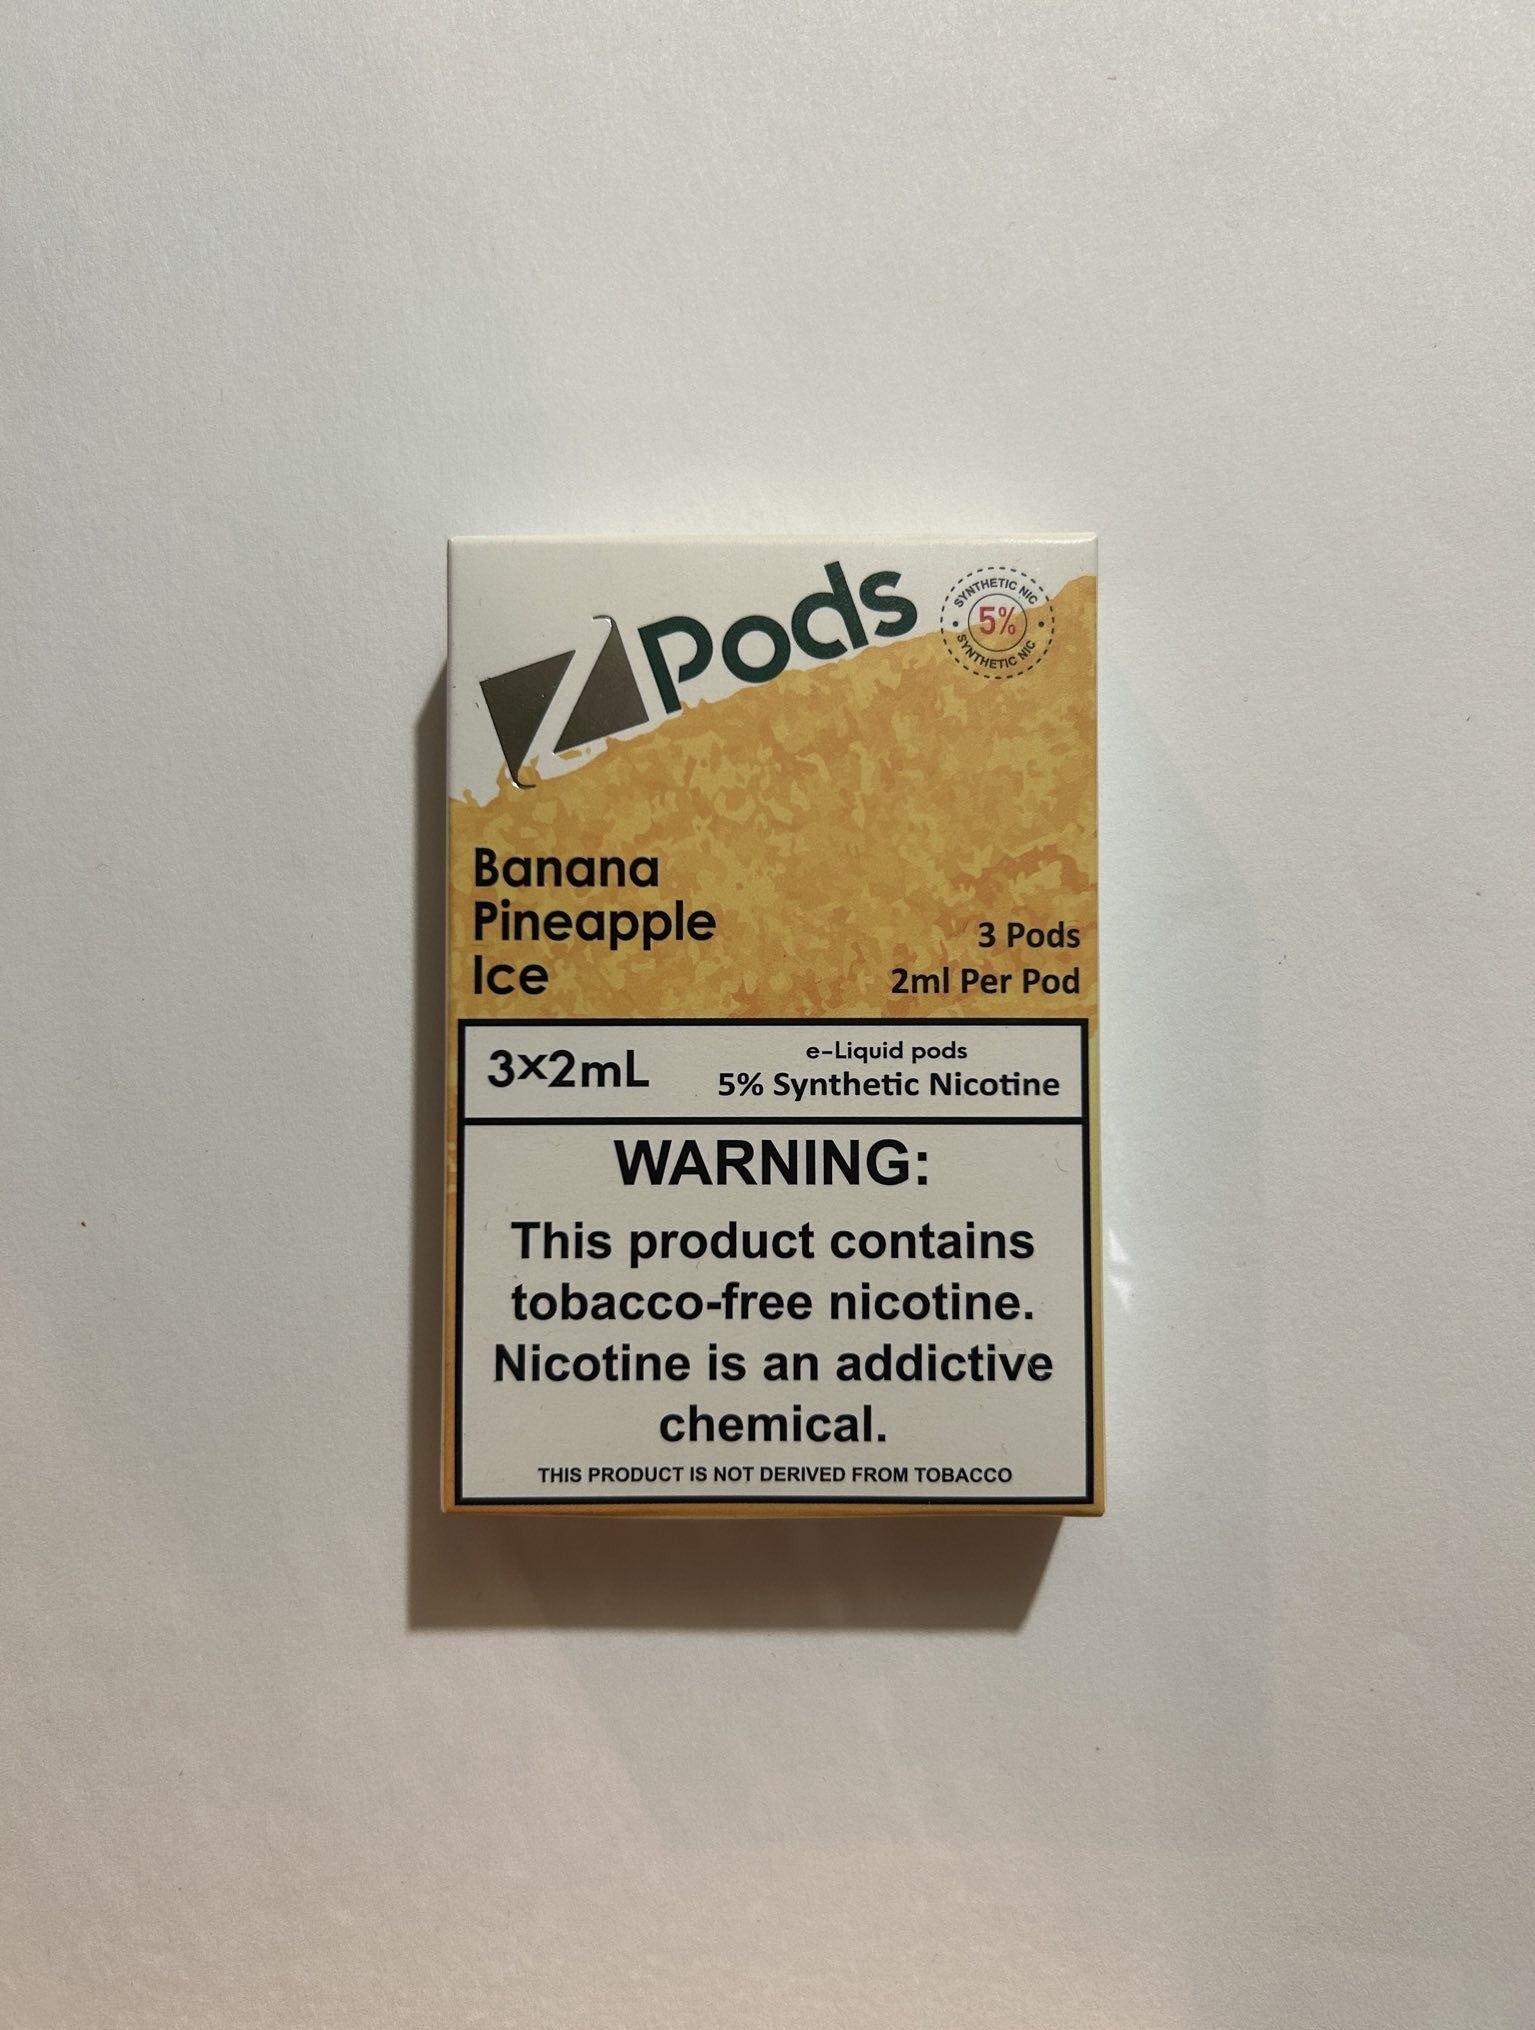 Z Pods
SYNTHETIC NIC
5%
SYNTHETIC NIC
Banana
Pineapple
Ice
3 Pods
2ml Per Pod
3×2mL
e-Liquid pods
5% Synthetic Nicotine
WARNING:
This product contains
tobacco-free nicotine.
Nicotine is an addictive
chemical.
THIS PRODUCT IS NOT DERIVED FROM TOBACCO